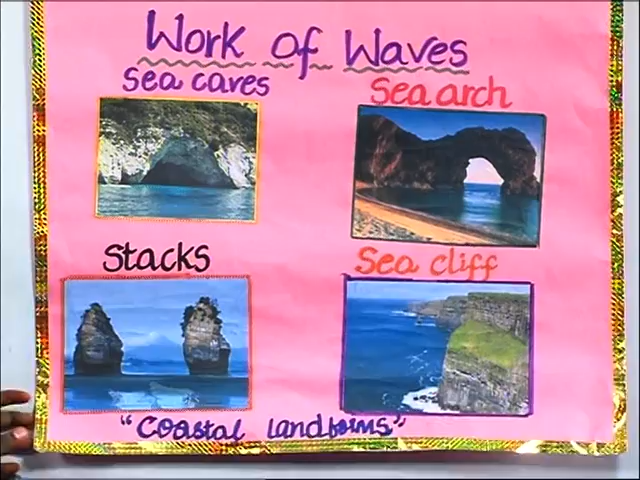 Work of Waves
Sea caves
Sea arch
Stacks
Sea cliff
"Coastal landforms"